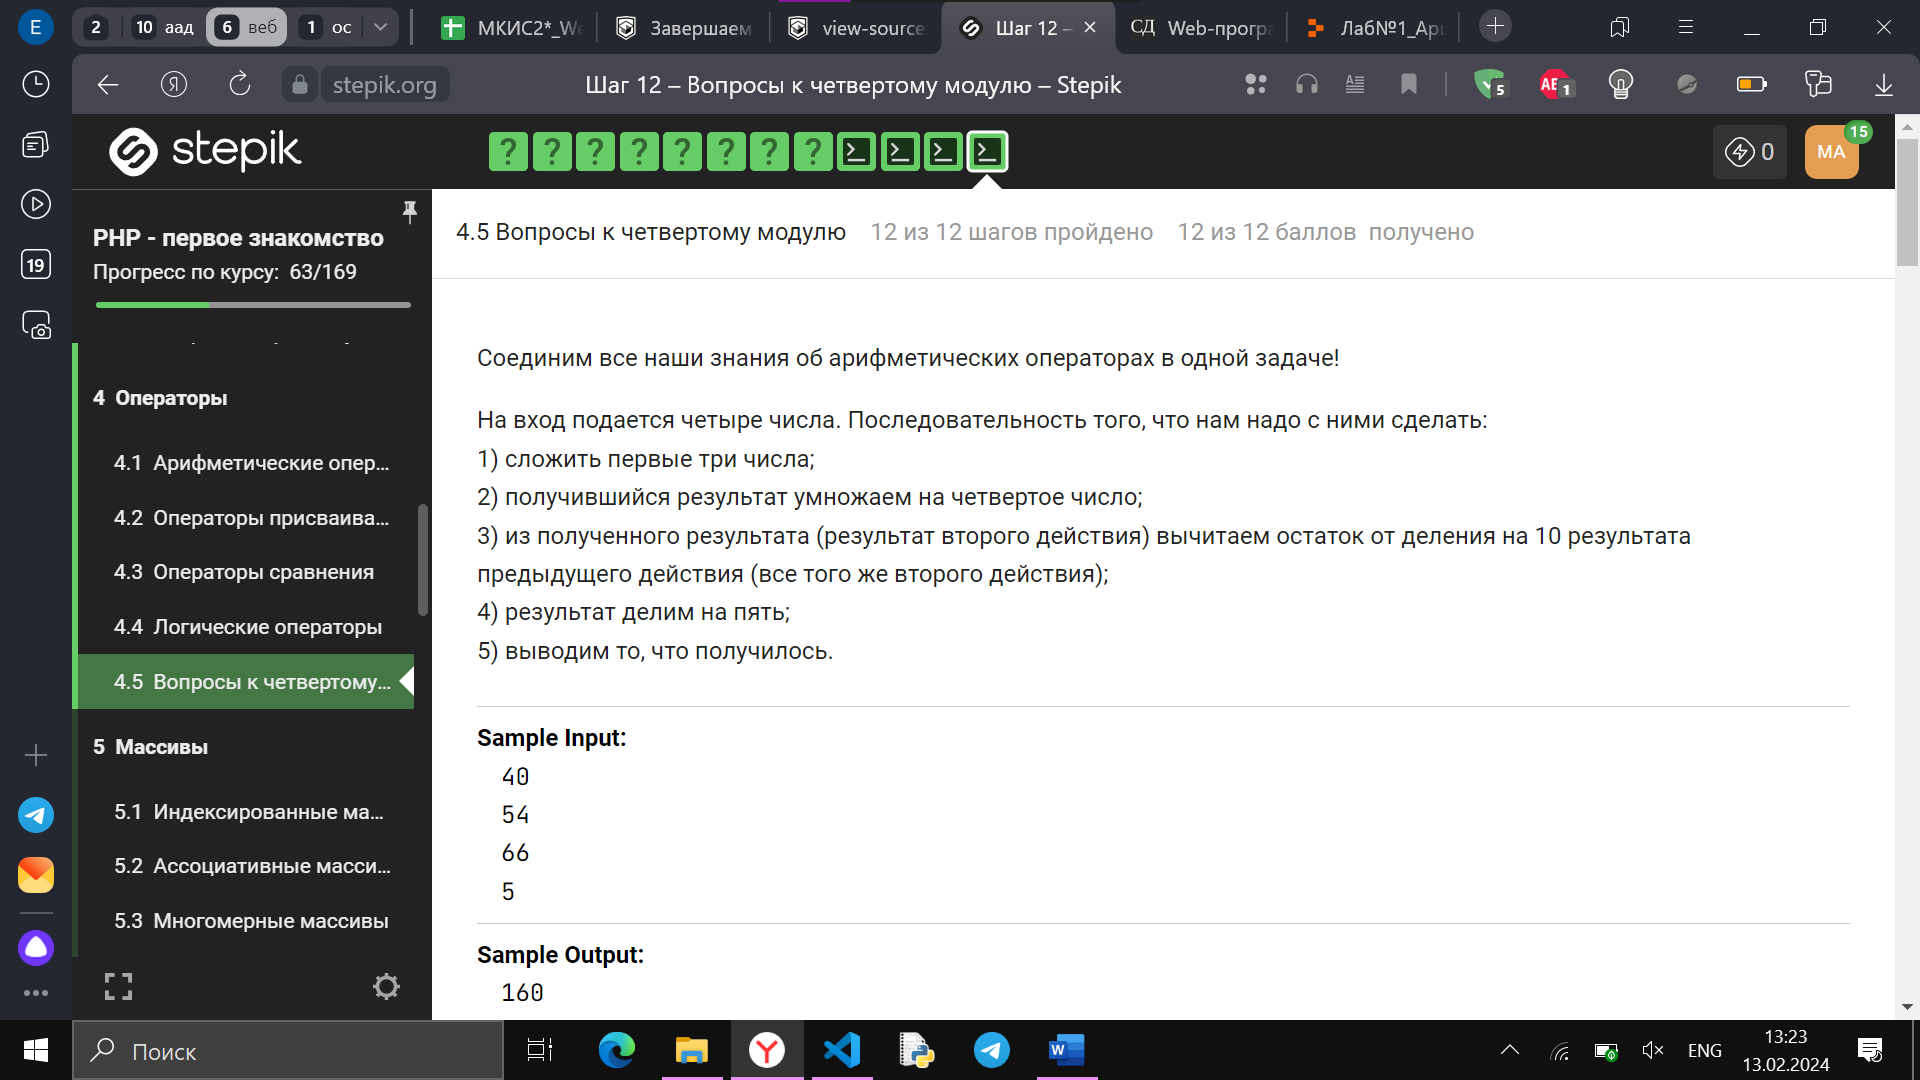 E
2
10 аад
6 веб
1 ос
МКИС2*_We
Завершаем
view-source:
Шаг 12 –
СД Web-програ
Лаб№1_Арх
Я
stepik.org
Шаг 12 – Вопросы к четвертому модулю – Stepik
5
1
stepik
? ? ? ? ? ? ? ?
0
MA
15
19
PHP - первое знакомство
Прогресс по курсу: 63/169
4 Операторы
4.1 Арифметические опер...
4.2 Операторы присваива...
4.3 Операторы сравнения
4.4 Логические операторы
4.5 Вопросы к четвертому...
5 Массивы
5.1 Индексированные ма...
5.2 Ассоциативные масси...
5.3 Многомерные массивы
4.5 Вопросы к четвертому модулю 12 из 12 шагов пройдено 12 из 12 баллов получено
Соединим все наши знания об арифметических операторах в одной задаче!
На вход подается четыре числа. Последовательность того, что нам надо с ними сделать:
1) сложить первые три числа;
2) получившийся результат умножаем на четвертое число;
3) из полученного результата (результат второго действия) вычитаем остаток от деления на 10 результата
предыдущего действия (все того же второго действия);
4) результат делим на пять;
5) выводим то, что получилось.
Sample Input:
40
54
66
5
Sample Output:
160
Поиск
ENG
13:23
13.02.2024